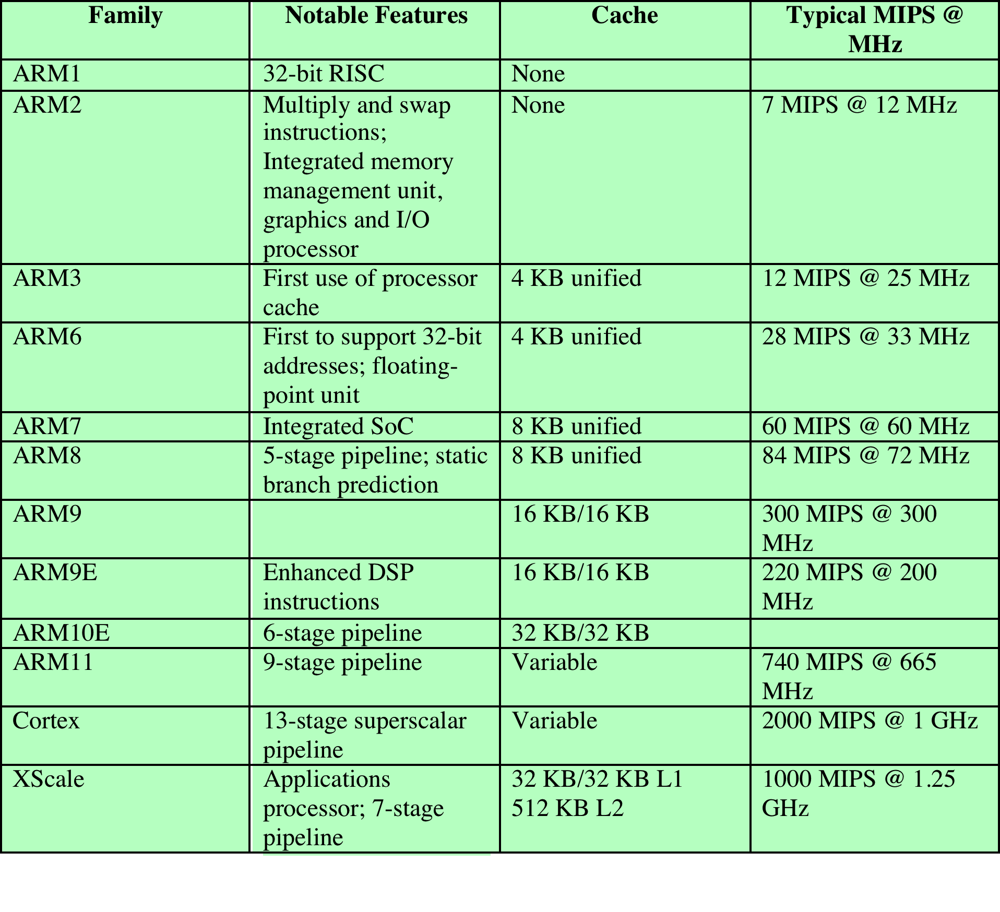 Family
Notable Features
Cache
Typical MIPS @
MHz
ARM1
32-bit RISC
None
ARM2
Multiply and swap
instructions;
Integrated memory
management unit,
graphics and I/O
processor
None
7 MIPS @ 12 MHz
ARM3
First use of processor
cache
4 KB unified
12 MIPS @ 25 MHz
ARM6
First to support 32-bit
addresses; floating-
point unit
4 KB unified
28 MIPS @ 33 MHz
ARM7
Integrated SoC
8 KB unified
60 MIPS @ 60 MHz
ARM8
5-stage pipeline; static
branch prediction
8 KB unified
84 MIPS @ 72 MHz
ARM9
16 KB/16 KB
300 MIPS @ 300
MHz
ARM9E
Enhanced DSP
instructions
16 KB/16 KB
220 MIPS @ 200
MHz
ARM10E
6-stage pipeline
32 KB/32 KB
ARM11
9-stage pipeline
Variable
740 MIPS @ 665
MHz
Cortex
13-stage superscalar
pipeline
Variable
2000 MIPS @ 1 GHz
XScale
Applications
processor; 7-stage
pipeline
32 KB/32 KB L1
512 KB L2
1000 MIPS @ 1.25
GHz